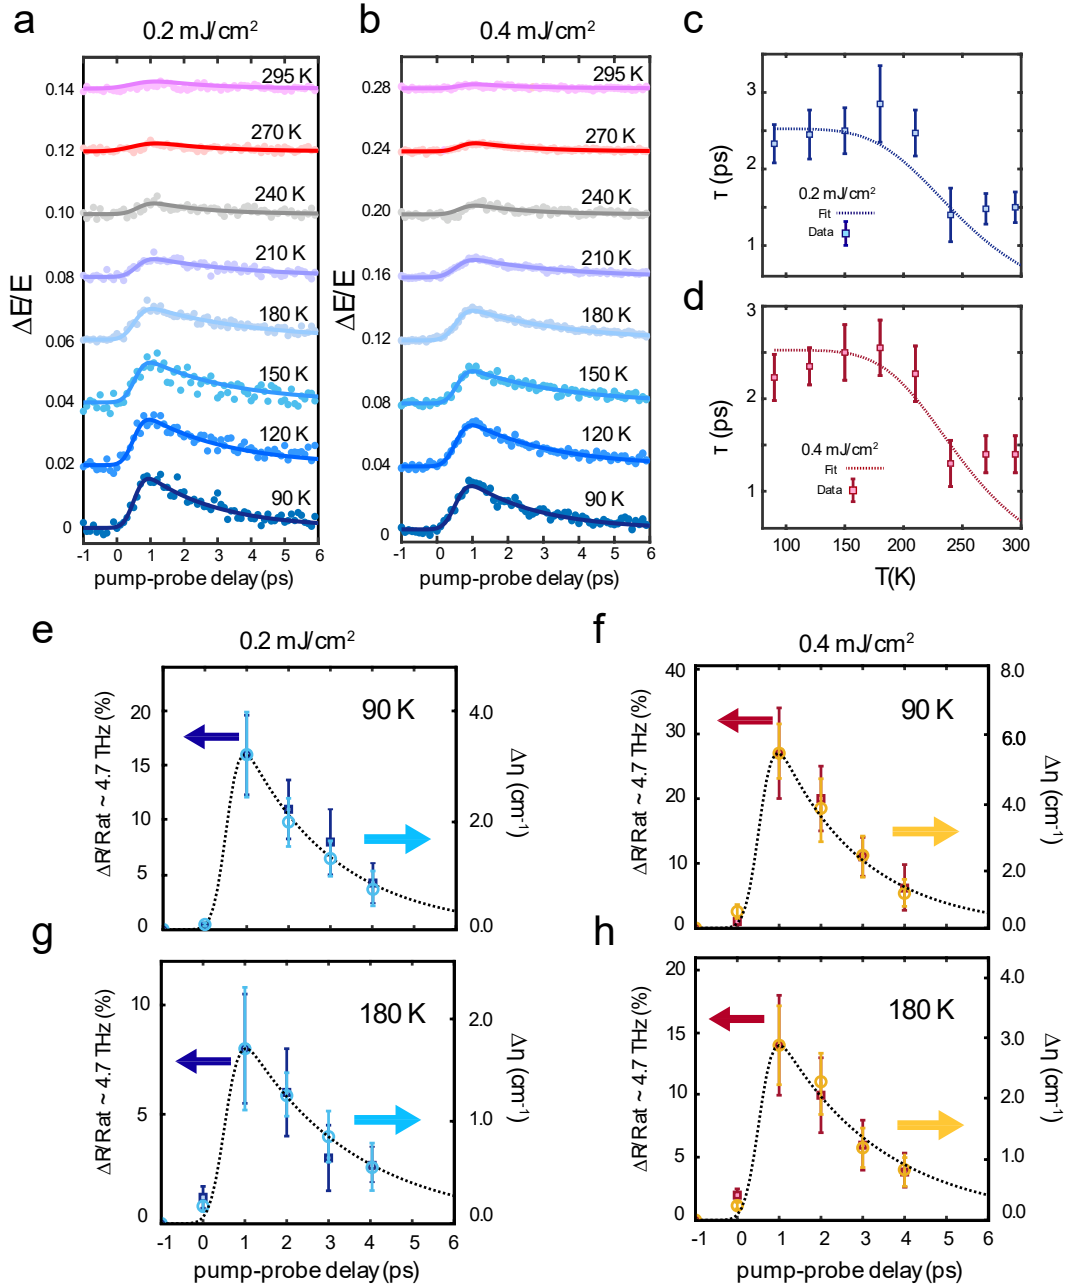 a
0.2 mJ/cm²
295 K
270 K
240 K
210 K
180 K
150 K
120 K
90 K
0.14
0.12
0.10
0.08
0.06
0.04
0.02
0
ΔE/E
-1 0 1 2 3 4 5 6
pump-probe delay (ps)
b
0.4 mJ/cm²
295 K
270 K
240 K
210 K
180 K
150 K
120 K
90 K
0.28
0.24
0.20
0.16
0.12
0.08
0.04
0
ΔE/E
-1 0 1 2 3 4 5 6
pump-probe delay (ps)
c
3
2
1
τ (ps)
0.2 mJ/cm²
Fit
Data
d
3
2
1
τ (ps)
0.4 mJ/cm²
Fit
Data
100 150 200 250 300
T(K)
e
0.2 mJ/cm²
90 K
20
15
10
5
0
ΔR/Rat ~ 4.7 THz (%)
4.0
2.0
0.0
Δη (cm⁻¹)
f
0.4 mJ/cm²
90 K
40
30
20
10
0
ΔR/Rat ~ 4.7 THz (%)
8.0
6.0
4.0
2.0
0.0
Δη (cm⁻¹)
g
180 K
10
5
0
ΔR/Rat ~ 4.7 THz (%)
2.0
1.0
0.0
Δη (cm⁻¹)
-1 0 1 2 3 4 5 6
pump-probe delay (ps)
h
180 K
20
15
10
5
0
ΔR/Rat ~ 4.7 THz (%)
4.0
3.0
2.0
1.0
0.0
Δη (cm⁻¹)
-1 0 1 2 3 4 5 6
pump-probe delay (ps)